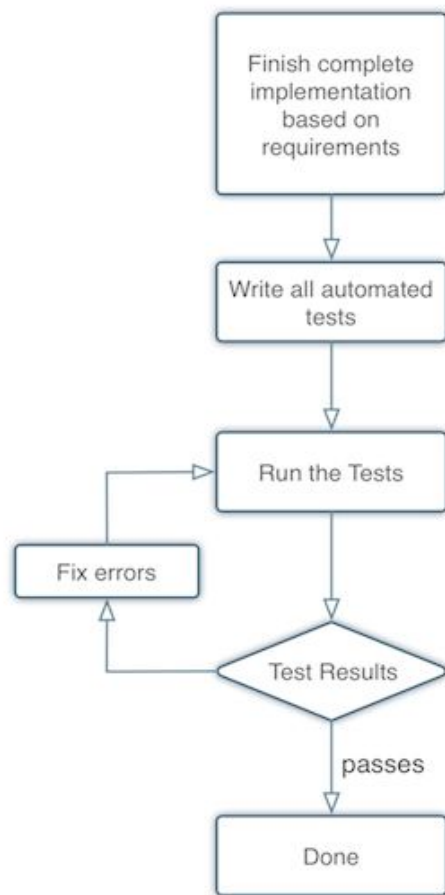 Finish complete
implementation
based on
requirements
Write all automated
tests
Run the Tests
Fix errors
Test Results
passes
Done